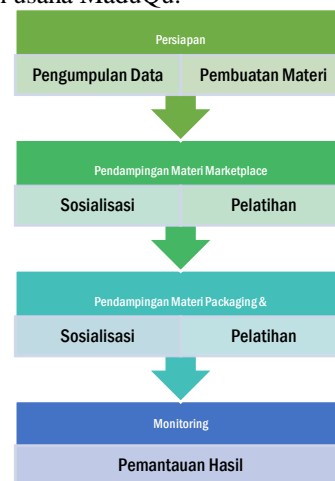 MaduQu.
Persiapan
Pengumpulan Data Pembuatan Materi
Pendampingan Materi Marketplace
Sosialisasi Pelatihan
Pendampingan Materi Packaging &
Sosialisasi Pelatihan
Monitoring
Pemantauan Hasil